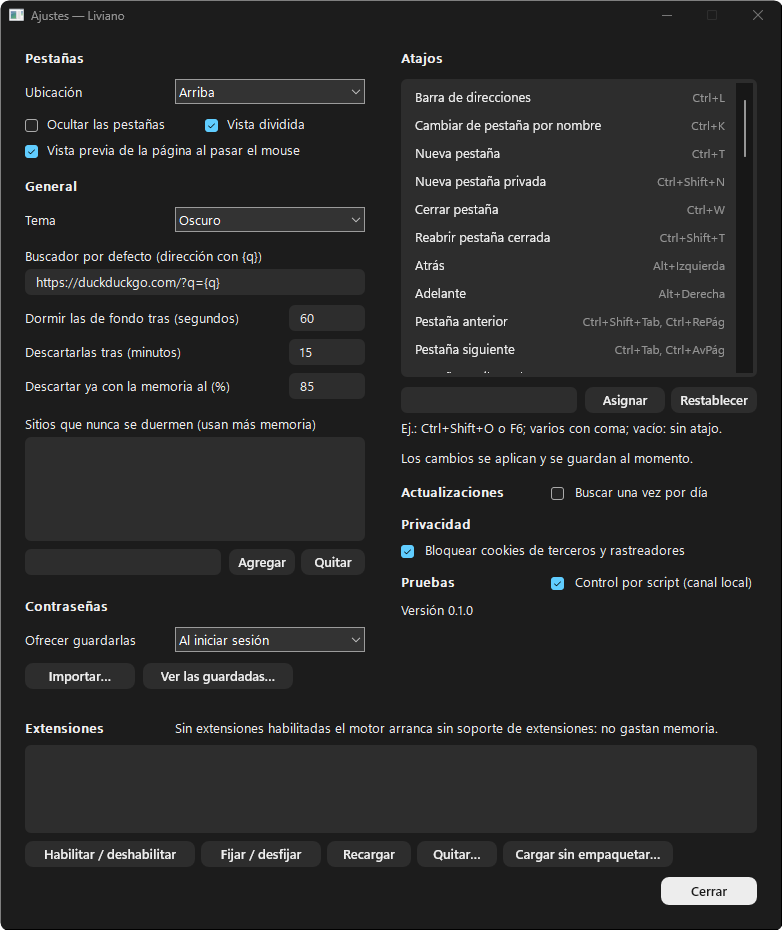 Ajustes — Liviano
Pestañas
Ubicación Arriba
Ocultar las pestañas Vista dividida
Vista previa de la página al pasar el mouse
General
Tema Oscuro
Buscador por defecto (dirección con {q})
https://duckduckgo.com/?q={q}
Dormir las de fondo tras (segundos) 60
Descartarlas tras (minutos) 15
Descartar ya con la memoria al (%) 85
Sitios que nunca se duermen (usan más memoria)
Agregar Quitar
Contraseñas
Ofrecer guardarlas Al iniciar sesión
Importar... Ver las guardadas...
Atajos
Barra de direcciones Ctrl+L
Cambiar de pestaña por nombre Ctrl+K
Nueva pestaña Ctrl+T
Nueva pestaña privada Ctrl+Shift+N
Cerrar pestaña Ctrl+W
Reabrir pestaña cerrada Ctrl+Shift+T
Atrás Alt+Izquierda
Adelante Alt+Derecha
Pestaña anterior Ctrl+Shift+Tab, Ctrl+RePág
Pestaña siguiente Ctrl+Tab, Ctrl+AvPág
Asignar Restablecer
Ej.: Ctrl+Shift+O o F6; varios con coma; vacío: sin atajo.
Los cambios se aplican y se guardan al momento.
Actualizaciones Buscar una vez por día
Privacidad
Bloquear cookies de terceros y rastreadores
Pruebas Control por script (canal local)
Versión 0.1.0
Extensiones Sin extensiones habilitadas el motor arranca sin soporte de extensiones: no gastan memoria.
Habilitar / deshabilitar Fijar / desfijar Recargar Quitar... Cargar sin empaquetar...
Cerrar